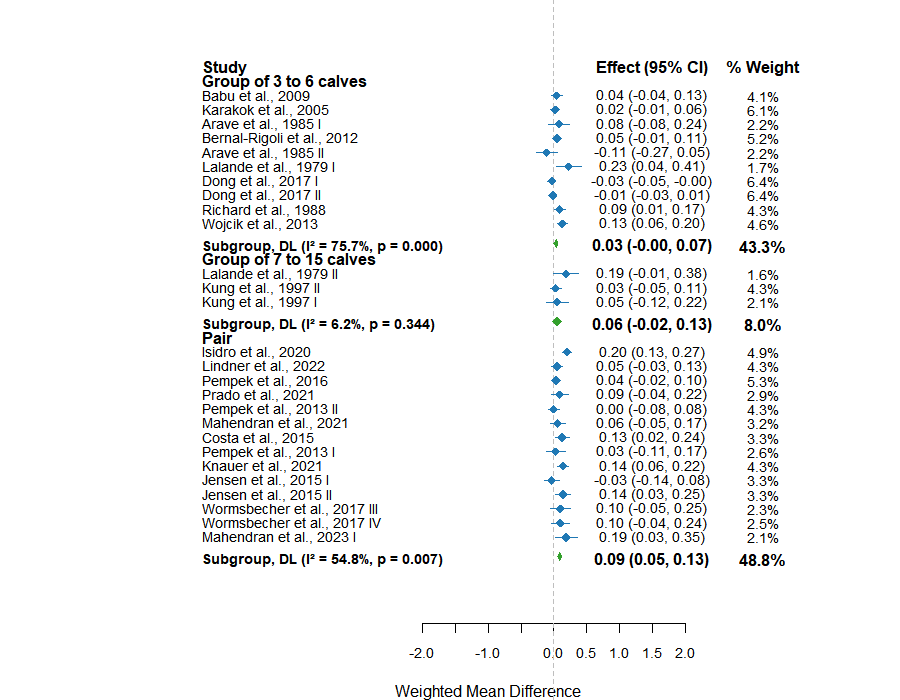 Study Effect (95% CI) % Weight
Group of 3 to 6 calves
Babu et al., 2009 0.04 (-0.04, 0.13) 4.1%
Karakok et al., 2005 0.02 (-0.01, 0.06) 6.1%
Arave et al., 1985 I 0.08 (-0.08, 0.24) 2.2%
Bernal-Rigoli et al., 2012 0.05 (-0.01, 0.11) 5.2%
Arave et al., 1985 II -0.11 (-0.27, 0.05) 2.2%
Lalande et al., 1979 I 0.23 (0.04, 0.41) 1.7%
Dong et al., 2017 I -0.03 (-0.05, -0.00) 6.4%
Dong et al., 2017 II -0.01 (-0.03, 0.01) 6.4%
Richard et al., 1988 0.09 (0.01, 0.17) 4.3%
Wojcik et al., 2013 0.13 (0.06, 0.20) 4.6%
Subgroup, DL (I² = 75.7%, p = 0.000) 0.03 (-0.00, 0.07) 43.3%
Group of 7 to 15 calves
Lalande et al., 1979 II 0.19 (-0.01, 0.38) 1.6%
Kung et al., 1997 II 0.03 (-0.05, 0.11) 4.3%
Kung et al., 1997 I 0.05 (-0.12, 0.22) 2.1%
Subgroup, DL (I² = 6.2%, p = 0.344) 0.06 (-0.02, 0.13) 8.0%
Pair
Isidro et al., 2020 0.20 (0.13, 0.27) 4.9%
Lindner et al., 2022 0.05 (-0.03, 0.13) 4.3%
Pempek et al., 2016 0.04 (-0.02, 0.10) 5.3%
Prado et al., 2021 0.09 (-0.04, 0.22) 2.9%
Pempek et al., 2013 II 0.00 (-0.08, 0.08) 4.3%
Mahendran et al., 2021 0.06 (-0.05, 0.17) 3.2%
Costa et al., 2015 0.13 (0.02, 0.24) 3.3%
Pempek et al., 2013 I 0.03 (-0.11, 0.17) 2.6%
Knauer et al., 2021 0.14 (0.06, 0.22) 4.3%
Jensen et al., 2015 I -0.03 (-0.14, 0.08) 3.3%
Jensen et al., 2015 II 0.14 (0.03, 0.25) 3.3%
Wormsbecher et al., 2017 III 0.10 (-0.05, 0.25) 2.3%
Wormsbecher et al., 2017 IV 0.10 (-0.04, 0.24) 2.5%
Mahendran et al., 2023 I 0.19 (0.03, 0.35) 2.1%
Subgroup, DL (I² = 54.8%, p = 0.007) 0.09 (0.05, 0.13) 48.8%
-2.0 -1.0 0.0 0.5 1.0 1.5 2.0
Weighted Mean Difference